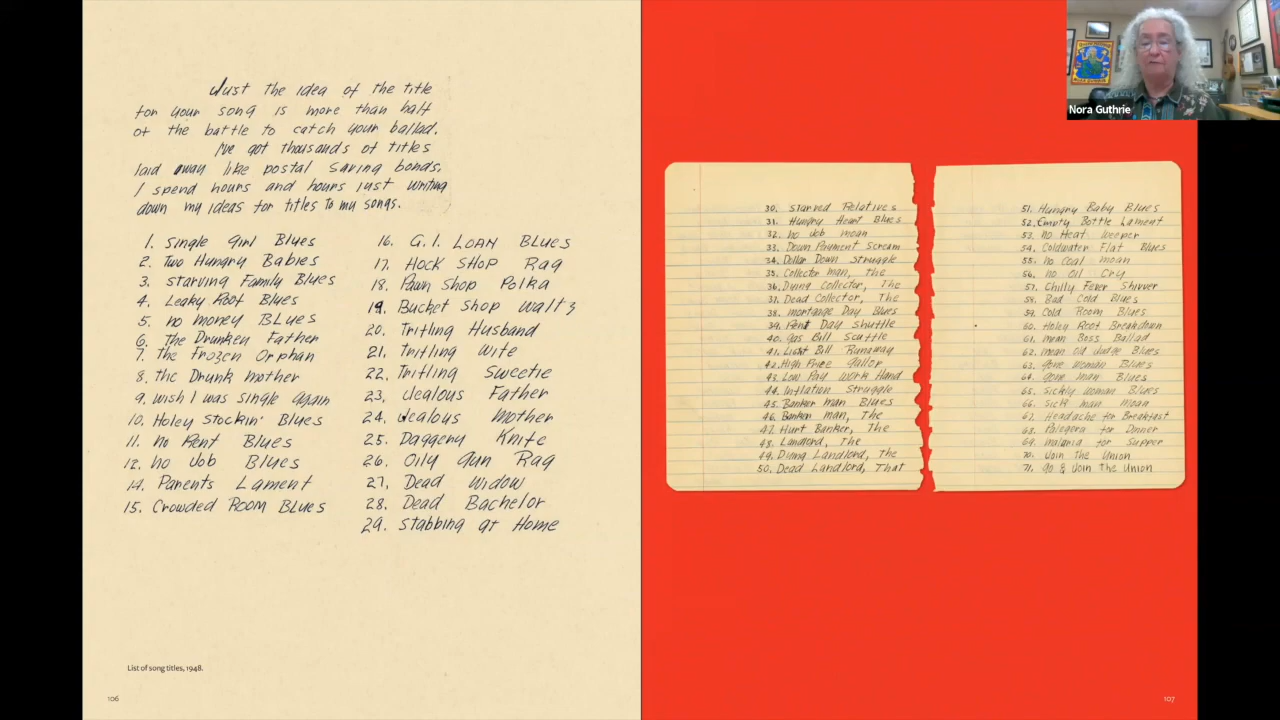 Just the idea of the title
for your song is more than half
of the battle to catch your ballad.
I've got thousands of titles
laid away like postal saving bonds.
I spend hours and hours just writing
down my ideas for titles to my songs.
1. Single Girl Blues
2. Two Hungry Babies
3. Starving Family Blues
4. Leaky Roof Blues
5. No Money Blues
6. The Drunken Father
7. The Frozen Orphan
8. The Drunk Mother
9. Wish I Was Single Again
10. Holey Stockin' Blues
11. No Rent Blues
12. No Job Blues
14. Parents Lament
15. Crowded Room Blues
16. G.I. Loan Blues
17. Hock Shop Rag
18. Pawn Shop Polka
19. Bucket Shop Waltz
20. Trifling Husband
21. Trifling Wife
22. Trifling Sweetie
23. Jealous Father
24. Jealous Mother
25. Daggery Knife
26. Oily Gun Rag
27. Dead Widow
28. Dead Bachelor
29. Stabbing at Home
List of song titles, 1948.
106
30. Starved Relatives
31. Hungry Heart Blues
32. No Job Moan
33. Down Payment Scream
34. Dollar Down Struggle
35. Collector Man, The
36. Dying Collector, The
37. Dead Collector, The
38. Mortgage Day Blues
39. Rent Day Shuffle
40. Gas Bill Scuttle
41. Light Bill Runaway
42. High Price Gallop
43. Low Pay Work Hand
44. Inflation Struggle
45. Banker Man Blues
46. Banker Man, The
47. Hurt Banker, The
48. Landlord, The
49. Dying Landlord, The
50. Dead Landlord, That
51. Hungry Baby Blues
52. Empty Bottle Lament
53. No Heat Weeper
54. Coldwater Flat Blues
55. No Coal Moan
56. No Oil Cry
57. Chilly Fever Shivver
58. Bad Cold Blues
59. Cold Room Blues
60. Holey Roof Breakdown
61. Mean Boss Ballad
62. Mean Old Judge Blues
63. Gone Woman Blues
64. Gone Man Blues
65. Sickly Woman Blues
66. Sick Man Moan
67. Headache for Breakfast
68. for Dinner
69. Malaria for Supper
70. Join the Union
71. Go & Join the Union
107
Nora Guthrie